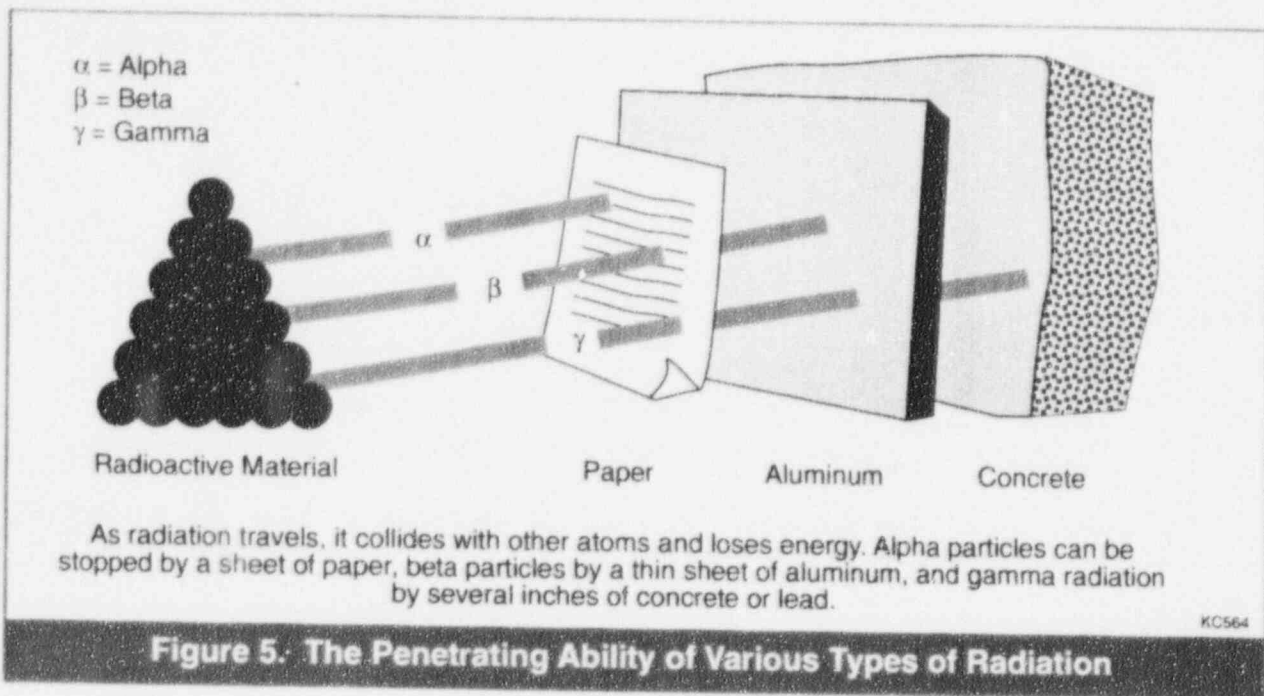 α = Alpha
β = Beta
γ = Gamma
α
β
γ
Radioactive Material
Paper
Aluminum
Concrete
As radiation travels, it collides with other atoms and loses energy. Alpha particles can be
stopped by a sheet of paper, beta particles by a thin sheet of aluminum, and gamma radiation
by several inches of concrete or lead.
KC564
Figure 5. The Penetrating Ability of Various Types of Radiation